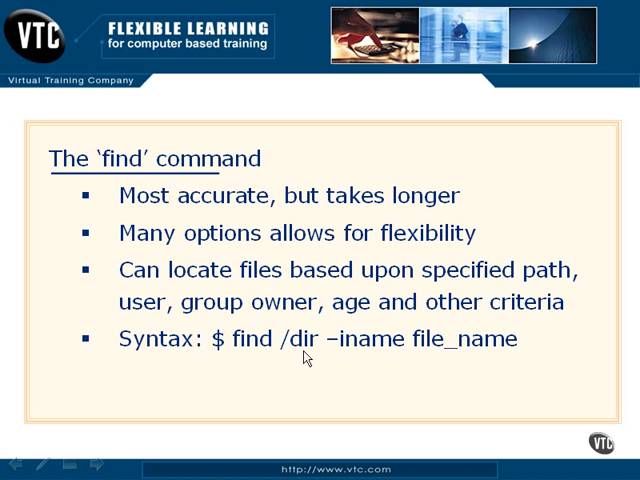 VTC
FLEXIBLE LEARNING
for computer based training
Virtual Training Company
The ‘find’ command
Most accurate, but takes longer
Many options allows for flexibility
Can locate files based upon specified path,
user, group owner, age and other criteria
Syntax: $ find /dir –iname file_name
VTC
http://www.vtc.com